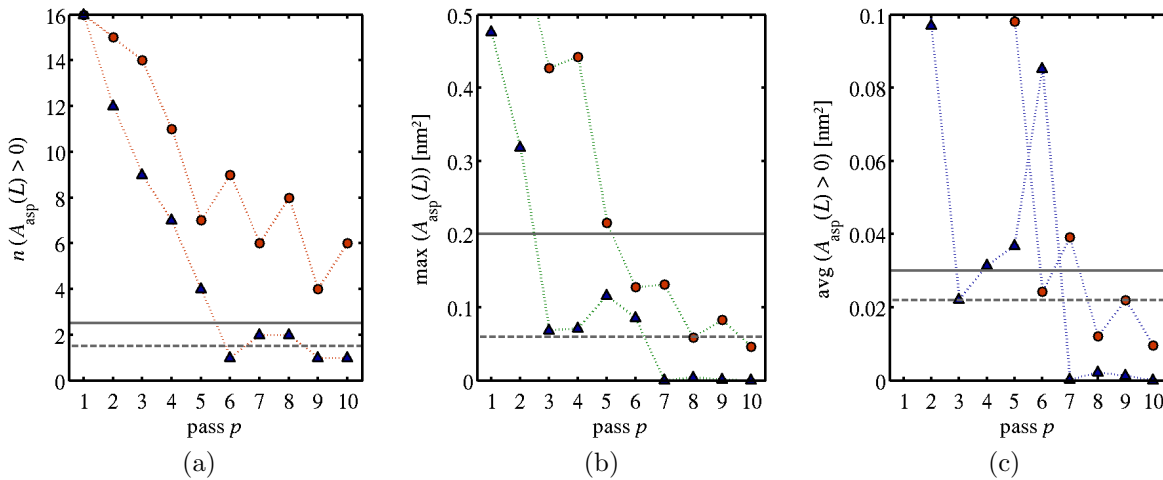 16
14
12
10
8
6
4
2
0
n (A_asp(L) > 0)
1 2 3 4 5 6 7 8 9 10
pass p
(a)
0.5
0.4
0.3
0.2
0.1
0
max (A_asp(L)) [nm²]
1 2 3 4 5 6 7 8 9 10
pass p
(b)
0.1
0.08
0.06
0.04
0.02
0
avg (A_asp(L) > 0) [nm²]
1 2 3 4 5 6 7 8 9 10
pass p
(c)